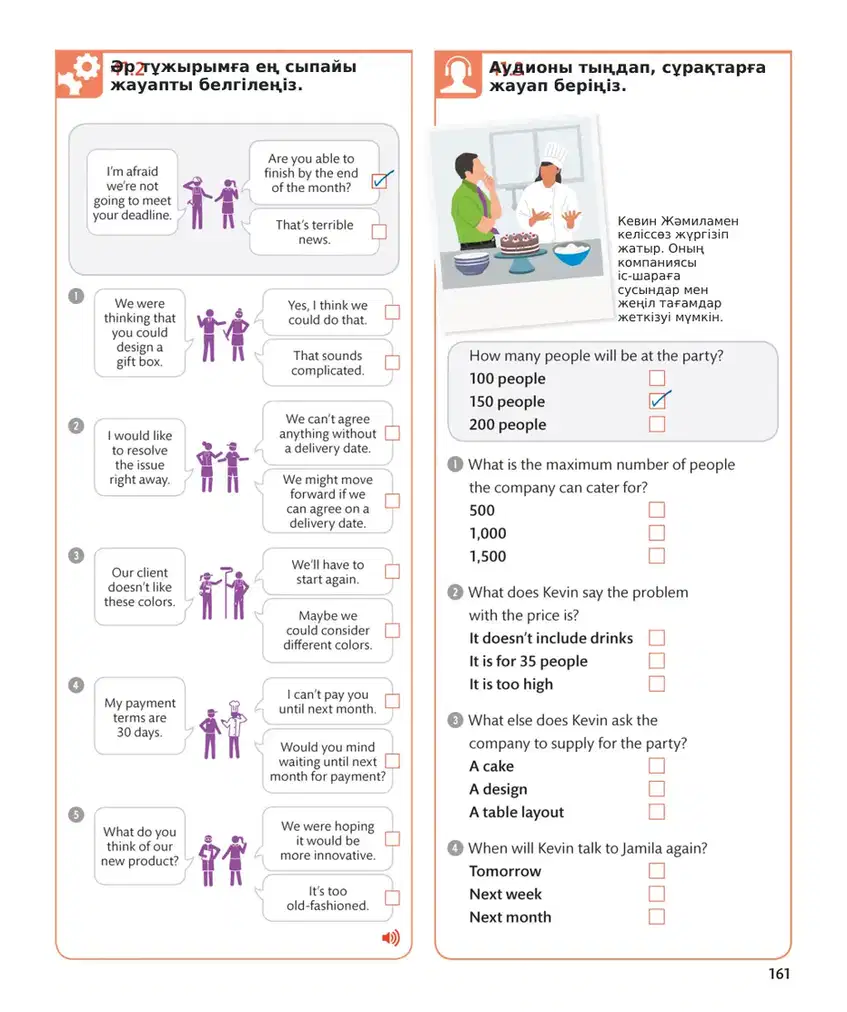 Әр тұжырымға ең сыпайы
жауапты белгілеңіз.
I'm afraid
we're not
going to meet
your deadline.
Are you able to
finish by the end
of the month?
That's terrible
news.
1
We were
thinking that
you could
design a
gift box.
Yes, I think we
could do that.
That sounds
complicated.
2
I would like
to resolve
the issue
right away.
We can't agree
anything without
a delivery date.
We might move
forward if we
can agree on a
delivery date.
3
Our client
doesn't like
these colors.
We'll have to
start again.
Maybe we
could consider
different colors.
4
My payment
terms are
30 days.
I can't pay you
until next month.
Would you mind
waiting until next
month for payment?
5
What do you
think of our
new product?
We were hoping
it would be
more innovative.
It's too
old-fashioned.
Аудионы тыңдап, сұрақтарға
жауап беріңіз.
Кевин Жәмиламен
келіссөз жүргізіп
жатыр. Оның
компаниясы
іс-шараға
сусындар мен
жеңіл тағамдар
жеткізуі мүмкін.
How many people will be at the party?
100 people
150 people
200 people
1 What is the maximum number of people
the company can cater for?
500
1,000
1,500
2 What does Kevin say the problem
with the price is?
It doesn't include drinks
It is for 35 people
It is too high
3 What else does Kevin ask the
company to supply for the party?
A cake
A design
A table layout
4 When will Kevin talk to Jamila again?
Tomorrow
Next week
Next month
161